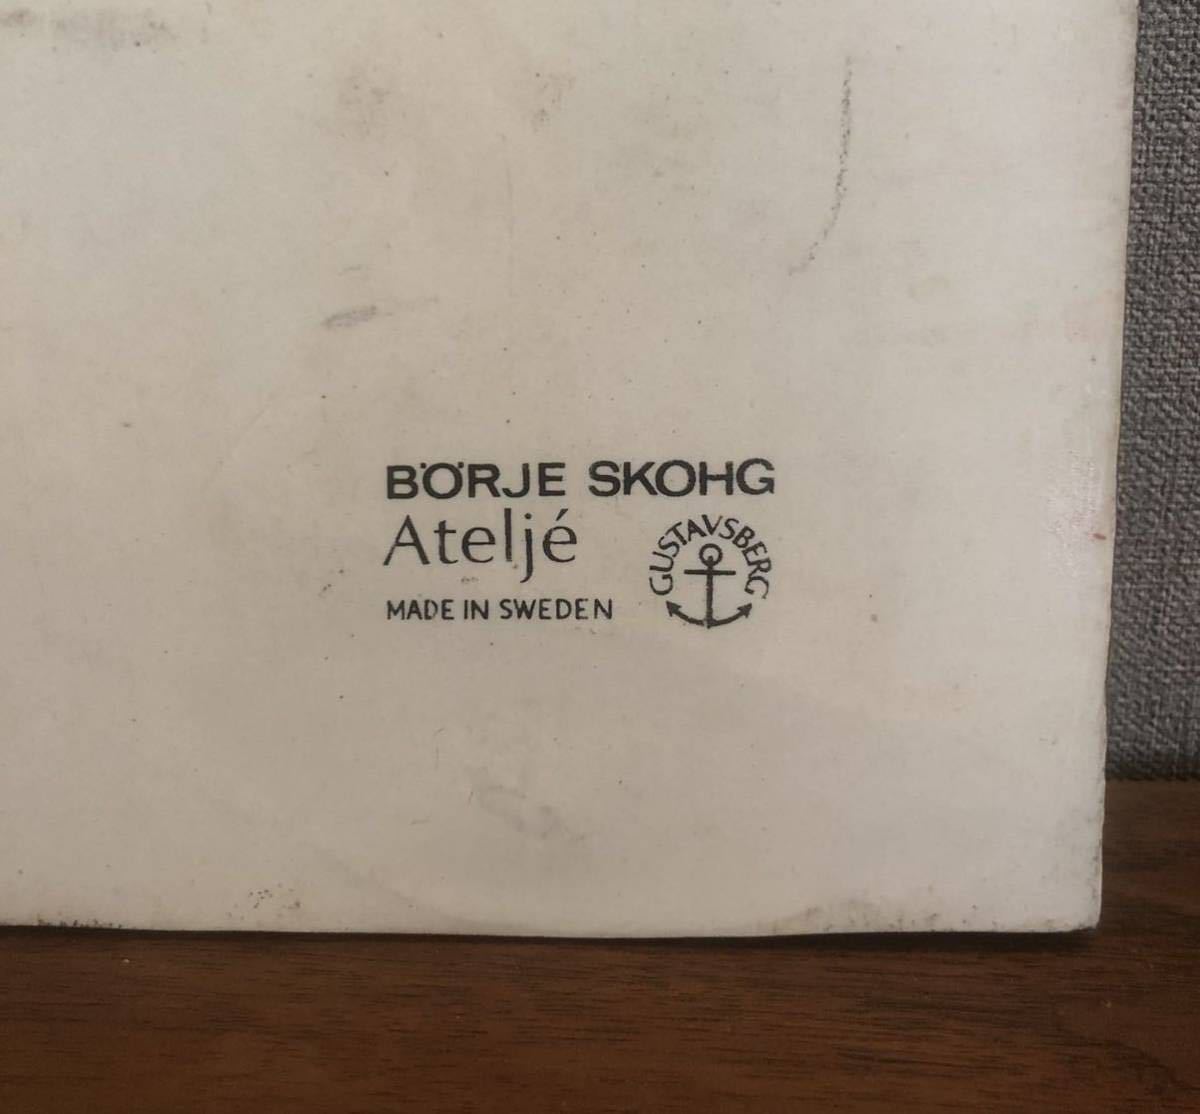 BÖRJE SKOHG
Ateljé
GUSTAVSBERG
MADE IN SWEDEN